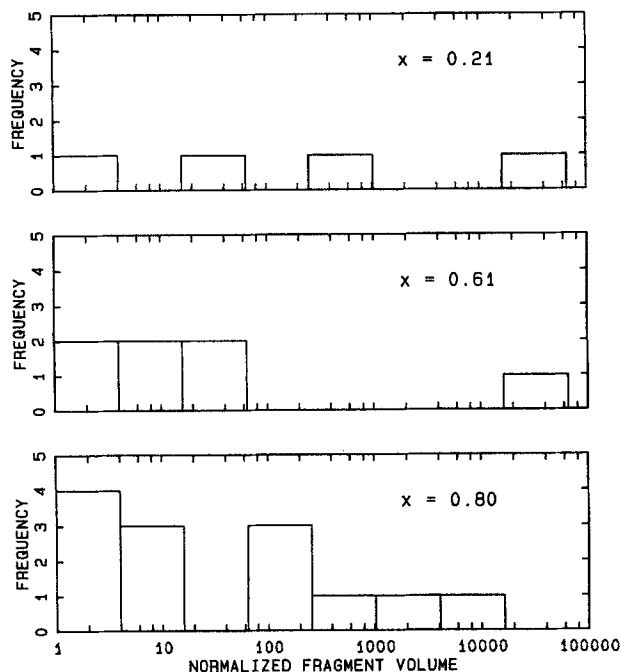 5
4
x = 0.21
3
2
1
0
FREQUENCY
5
4
x = 0.61
3
2
1
0
FREQUENCY
5
4
x = 0.80
3
2
1
0
FREQUENCY
1 10 100 1000 10000 100000
NORMALIZED FRAGMENT VOLUME